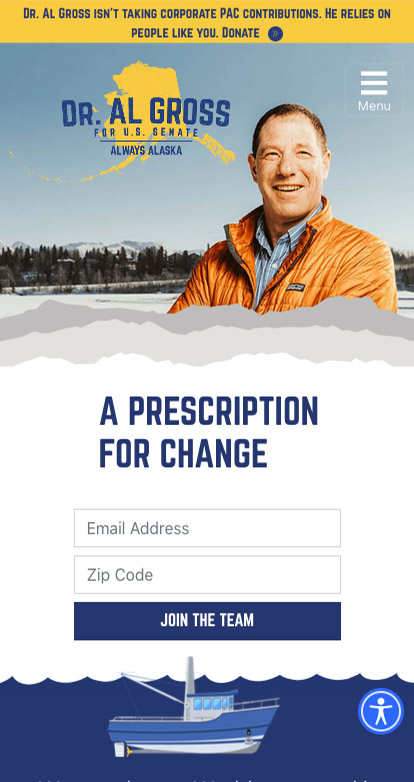 Dr. Al Gross isn't taking corporate PAC contributions. He relies on
people like you. Donate »
Dr. Al Gross
FOR U.S. SENATE
ALWAYS ALASKA
Menu
A PRESCRIPTION
FOR CHANGE
Email Address
Zip Code
JOIN THE TEAM